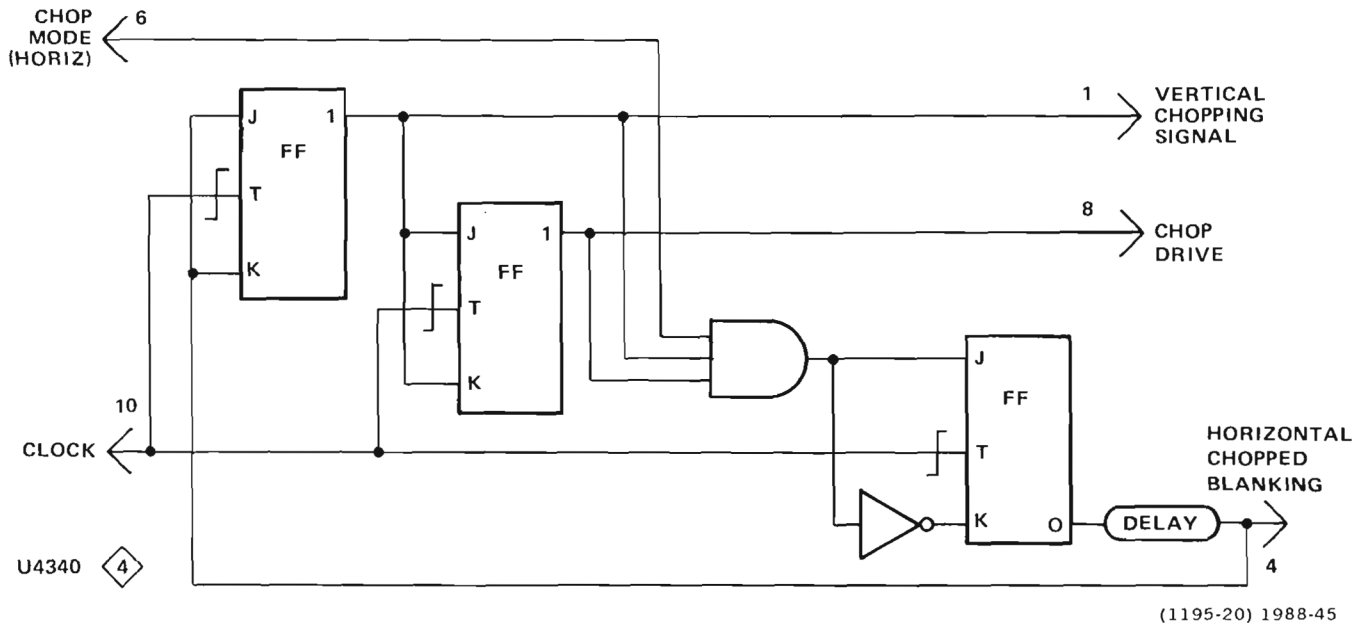 CHOP
MODE
(HORIZ)
6
J
1
FF
T
K
1
VERTICAL
CHOPPING
SIGNAL
J
1
FF
T
K
8
CHOP
DRIVE
10
CLOCK
J
FF
T
K
O
DELAY
HORIZONTAL
CHOPPED
BLANKING
4
U4340
4
(1195-20) 1988-45